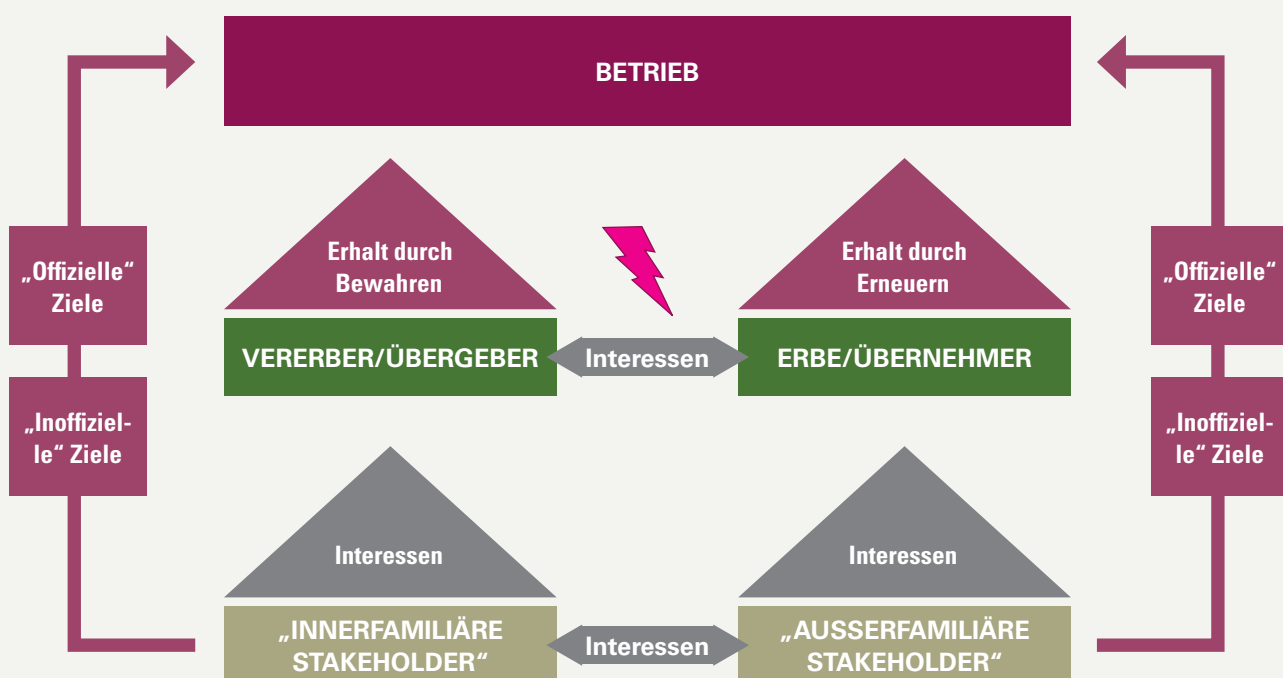 BETRIEB
Erhalt durch
Bewahren
Erhalt durch
Erneuern
„Offizielle“
Ziele
„Offizielle“
Ziele
VERERBER/ÜBERGEBER
Interessen
ERBE/ÜBERNEHMER
„Inoffiziel-
le“ Ziele
„Inoffiziel-
le“ Ziele
Interessen
Interessen
„INNERFAMILIÄRE
STAKEHOLDER“
Interessen
„AUSSERFAMILIÄRE
STAKEHOLDER“